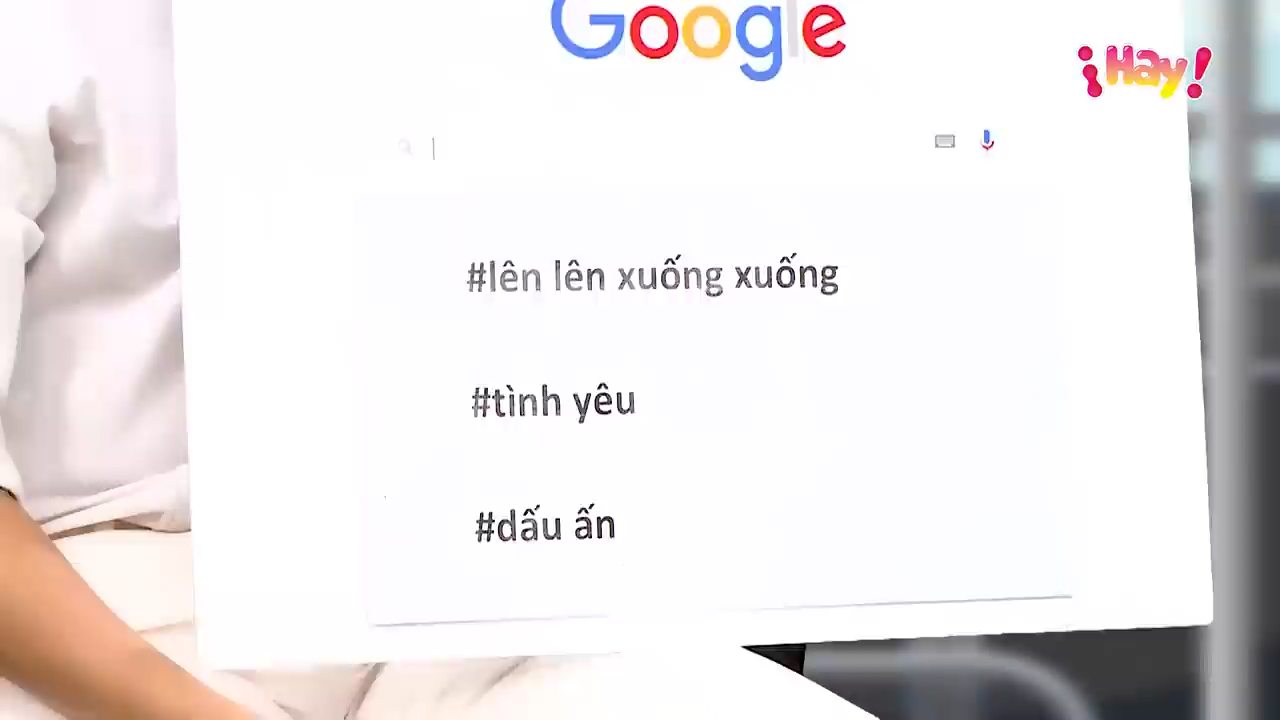 Google
¡Hay!
#lên lên xuống xuống
#tình yêu
#dấu ấn